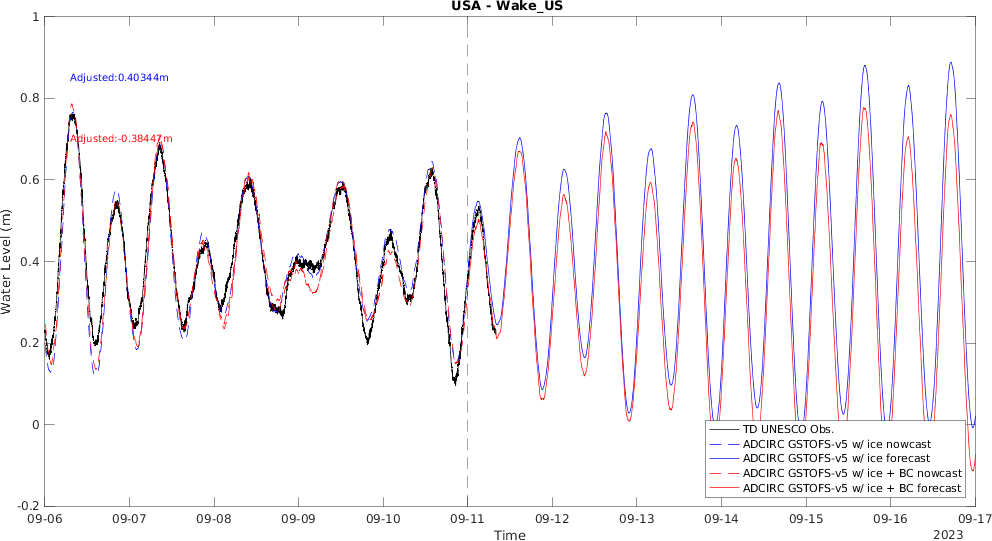 USA - Wake_US
1
0.8
0.6
0.4
0.2
0
-0.2
Water Level (m)
Adjusted:0.40344m
Adjusted:-0.38447m
TD UNESCO Obs.
ADCIRC GSTOFS-v5 w/ ice nowcast
ADCIRC GSTOFS-v5 w/ ice forecast
ADCIRC GSTOFS-v5 w/ ice + BC nowcast
ADCIRC GSTOFS-v5 w/ ice + BC forecast
09-06 09-07 09-08 09-09 09-10 09-11 09-12 09-13 09-14 09-15 09-16 09-17
Time
2023